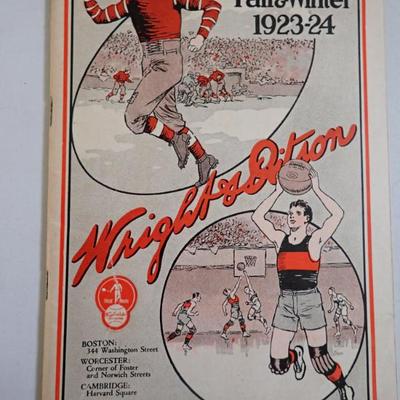 Fall & Winter
1923-24
Wright & Ditson
BOSTON:
344 Washington Street
WORCESTER:
Corner of Foster
and Norwich Streets
CAMBRIDGE:
Harvard Square